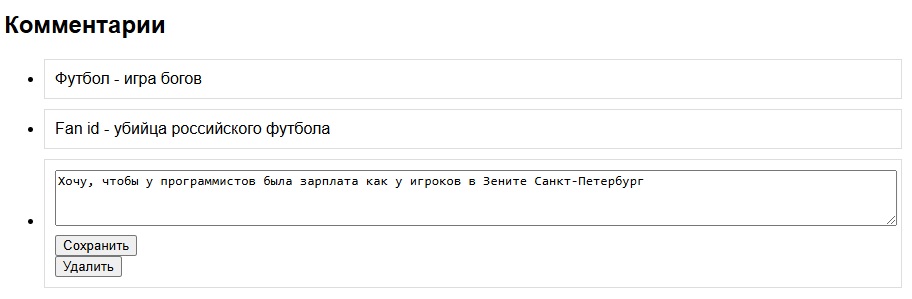 Комментарии
Футбол - игра богов
Fan id - убийца российского футбола
Хочу, чтобы у программистов была зарплата как у игроков в Зените Санкт-Петербург
Сохранить
Удалить